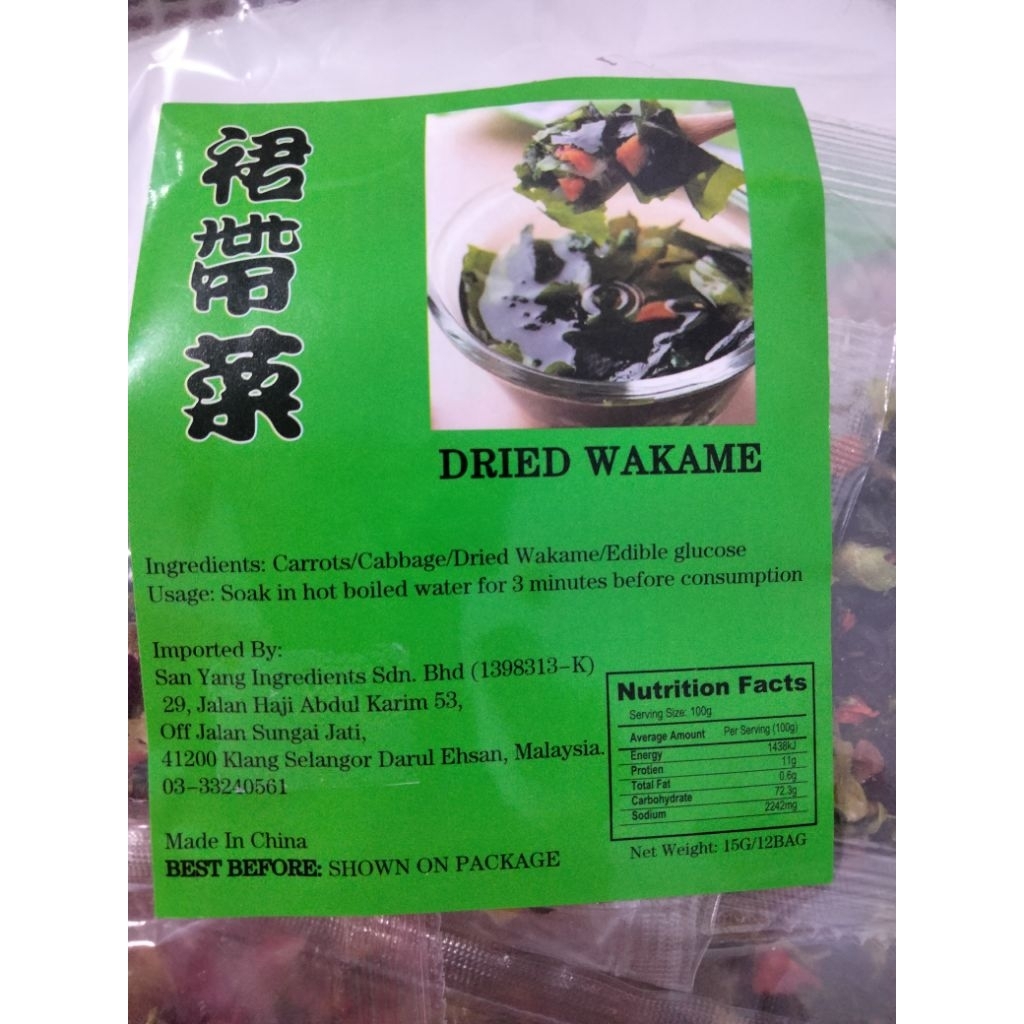 裙帶菜
DRIED WAKAME
Ingredients: Carrots/Cabbage/Dried Wakame/Edible glucose
Usage: Soak in hot boiled water for 3 minutes before consumption
Imported By:
San Yang Ingredients Sdn. Bhd (1398313-K)
29, Jalan Haji Abdul Karim 53,
Off Jalan Sungai Jati,
41200 Klang Selangor Darul Ehsan, Malaysia.
03-33240561
Made In China
BEST BEFORE: SHOWN ON PACKAGE
Nutrition Facts
Serving Size: 100g
Average Amount Per Serving (100g)
Energy 1438kJ
Protien 11g
Total Fat 0.6g
Carbohydrate 72.3g
Sodium 2242mg
Net Weight: 15G/12BAG